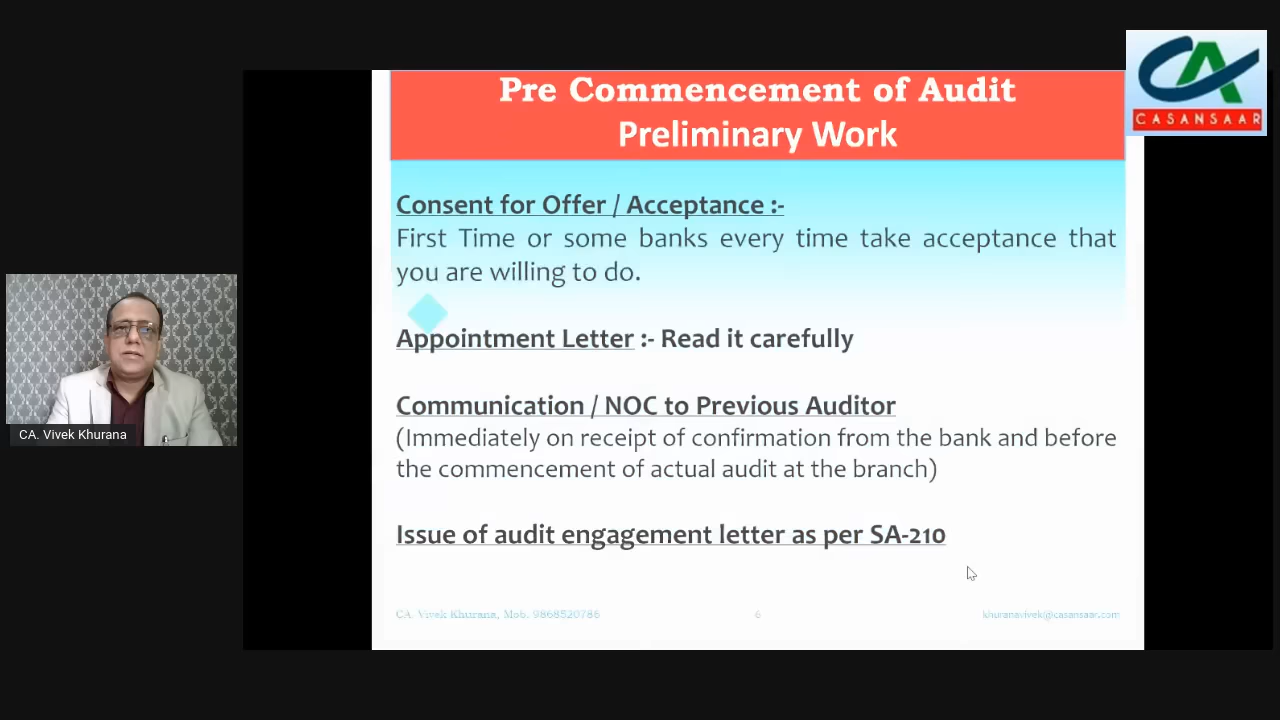 Pre Commencement of Audit
Preliminary Work
CASANSAAR
Consent for Offer / Acceptance :-
First Time or some banks every time take acceptance that
you are willing to do.
Appointment Letter :- Read it carefully
Communication / NOC to Previous Auditor
(Immediately on receipt of confirmation from the bank and before
the commencement of actual audit at the branch)
Issue of audit engagement letter as per SA-210
CA. Vivek Khurana
CA. Vivek Khurana, Mob. 9868520786 6 khuranavivek@casansaar.com